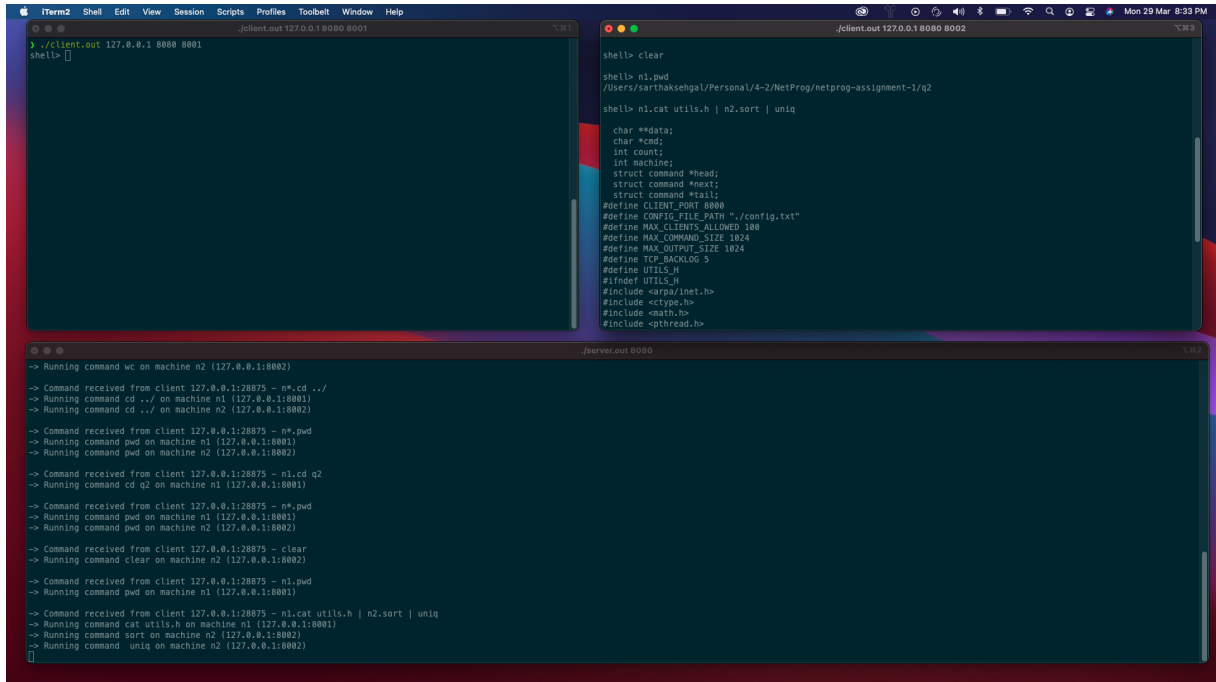 iTerm2 Shell Edit View Session Scripts Profiles Toolbelt Window Help Mon 29 Mar 8:33 PM
./client.out 127.0.0.1 8080 8001 ⌥⌘1
❯ ./client.out 127.0.0.1 8080 8001
shell>
./client.out 127.0.0.1 8080 8002 ⌥⌘3
shell> clear
shell> n1.pwd
/Users/sarthaksehgal/Personal/4-2/NetProg/netprog-assignment-1/q2
shell> n1.cat utils.h | n2.sort | uniq
char **data;
char *cmd;
int count;
int machine;
struct command *head;
struct command *next;
struct command *tail;
#define CLIENT_PORT 8000
#define CONFIG_FILE_PATH "./config.txt"
#define MAX_CLIENTS_ALLOWED 100
#define MAX_COMMAND_SIZE 1024
#define MAX_OUTPUT_SIZE 1024
#define TCP_BACKLOG 5
#define UTILS_H
#ifndef UTILS_H
#include <arpa/inet.h>
#include <ctype.h>
#include <math.h>
#include <pthread.h>
./server.out 8080 ⌥⌘2
-> Running command wc on machine n2 (127.0.0.1:8002)
-> Command received from client 127.0.0.1:28875 - n*.cd ../
-> Running command cd ../ on machine n1 (127.0.0.1:8001)
-> Running command cd ../ on machine n2 (127.0.0.1:8002)
-> Command received from client 127.0.0.1:28875 - n*.pwd
-> Running command pwd on machine n1 (127.0.0.1:8001)
-> Running command pwd on machine n2 (127.0.0.1:8002)
-> Command received from client 127.0.0.1:28875 - n1.cd q2
-> Running command cd q2 on machine n1 (127.0.0.1:8001)
-> Command received from client 127.0.0.1:28875 - n*.pwd
-> Running command pwd on machine n1 (127.0.0.1:8001)
-> Running command pwd on machine n2 (127.0.0.1:8002)
-> Command received from client 127.0.0.1:28875 - clear
-> Running command clear on machine n2 (127.0.0.1:8002)
-> Command received from client 127.0.0.1:28875 - n1.pwd
-> Running command pwd on machine n1 (127.0.0.1:8001)
-> Command received from client 127.0.0.1:28875 - n1.cat utils.h | n2.sort | uniq
-> Running command cat utils.h on machine n1 (127.0.0.1:8001)
-> Running command sort on machine n2 (127.0.0.1:8002)
-> Running command  uniq on machine n2 (127.0.0.1:8002)